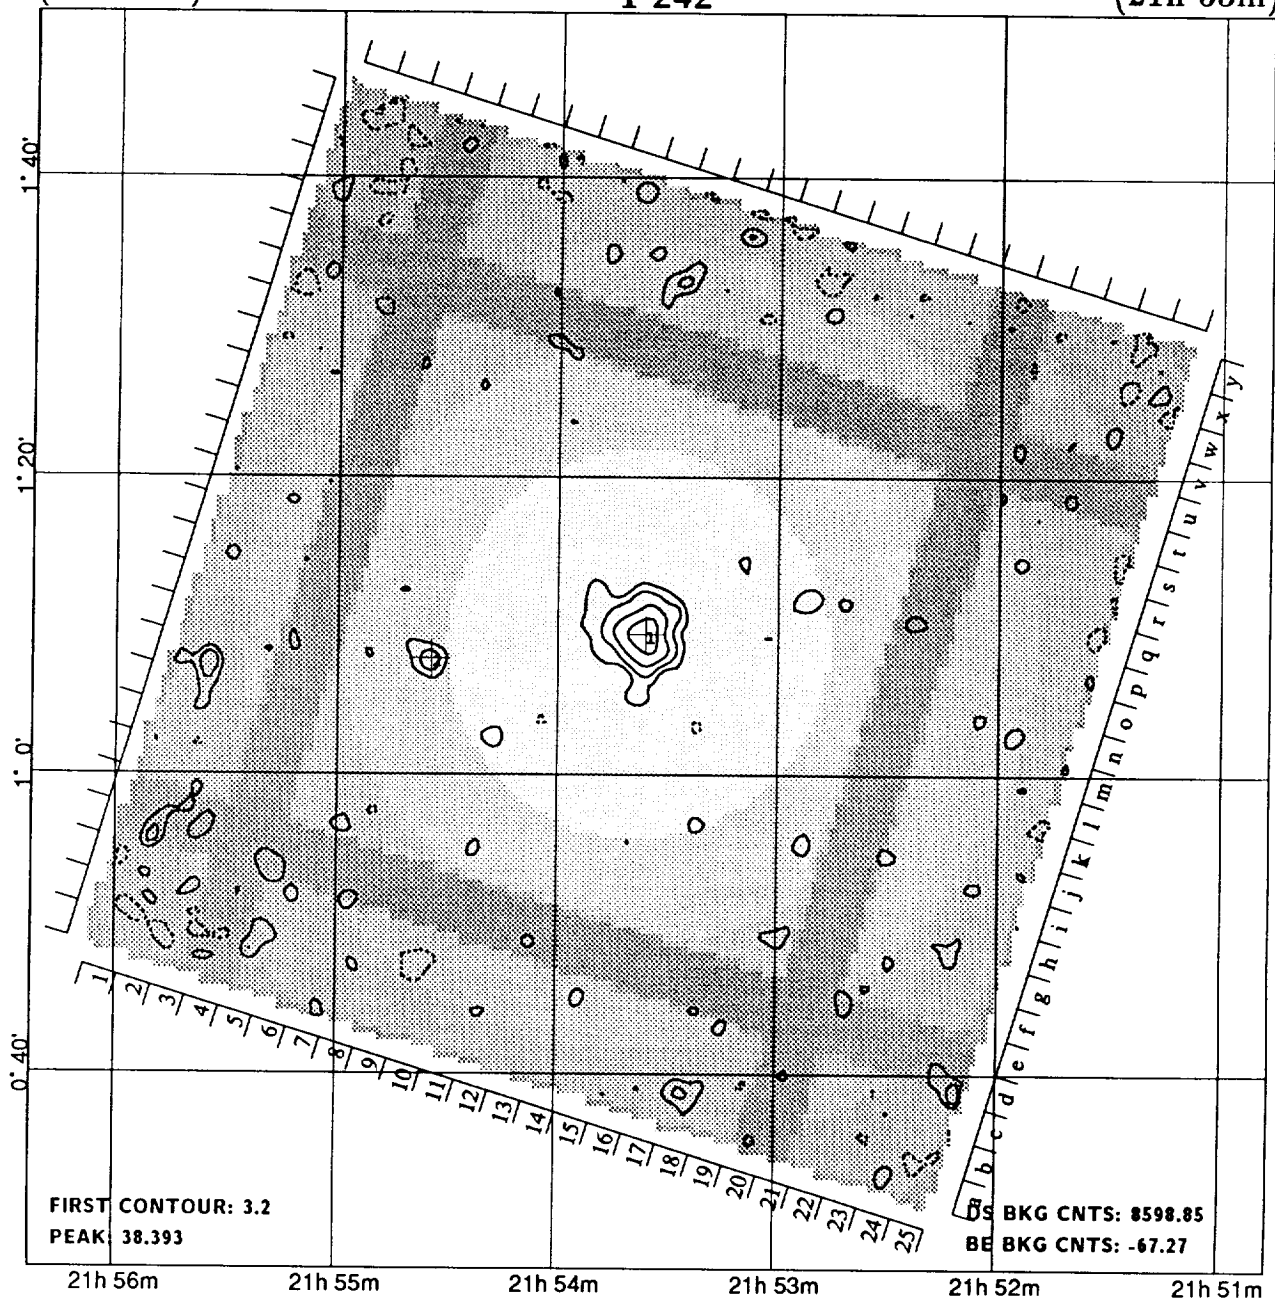 1° 40'
1° 20'
1° 0'
0° 40'
y
x
w
v
u
t
s
r
q
p
o
n
m
l
k
j
i
h
g
f
e
d
c
b
a
1 2 3 4 5 6 7 8 9 10 11 12 13 14 15 16 17 18 19 20 21 22 23 24 25
FIRST CONTOUR: 3.2
PEAK: 38.393
DS BKG CNTS: 8598.85
BE BKG CNTS: -67.27
21h 56m 21h 55m 21h 54m 21h 53m 21h 52m 21h 51m